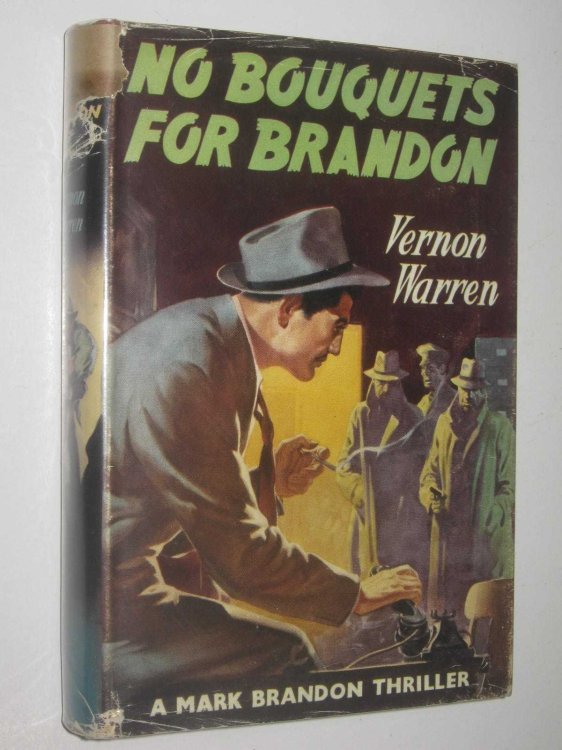 NO BOUQUETS
FOR BRANDON
Vernon
Warren
A MARK BRANDON THRILLER